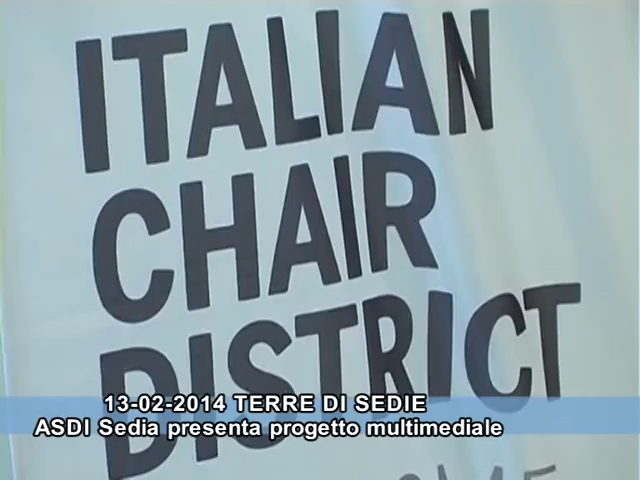 ITALIAN
CHAIR
DISTRICT
13-02-2014 TERRE DI SEDIE
ASDI Sedia presenta progetto multimediale